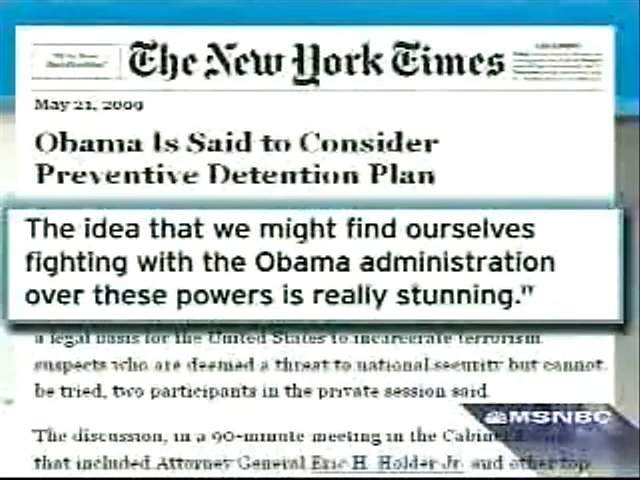 The New York Times
May 21, 2009
Obama Is Said to Consider
Preventive Detention Plan
The idea that we might find ourselves
fighting with the Obama administration
over these powers is really stunning."
a legal basis for the United States to incarcerate terrorism
suspects who are deemed a threat to national security but cannot
be tried, two participants in the private session said.
MSNBC
The discussion, in a 90-minute meeting in the Cabinet
that included Attorney General Eric H. Holder Jr. and other top